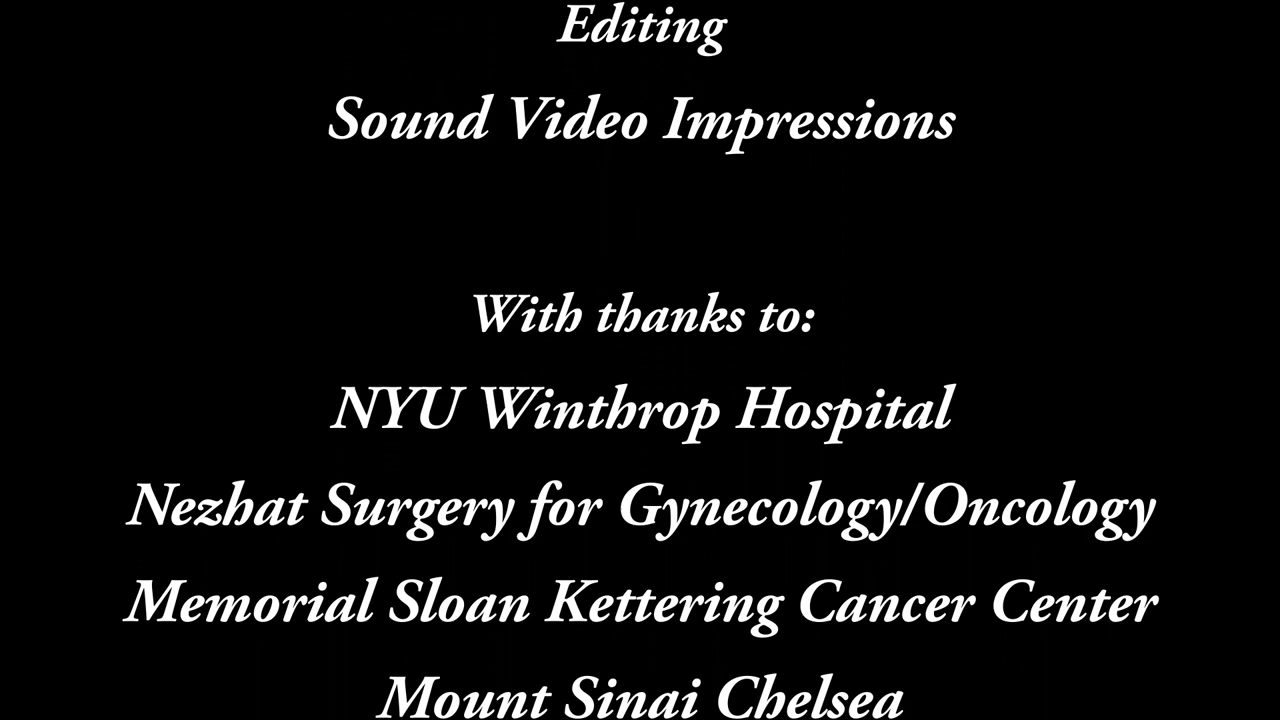 Editing
Sound Video Impressions
With thanks to:
NYU Winthrop Hospital
Nezhat Surgery for Gynecology/Oncology
Memorial Sloan Kettering Cancer Center
Mount Sinai Chelsea